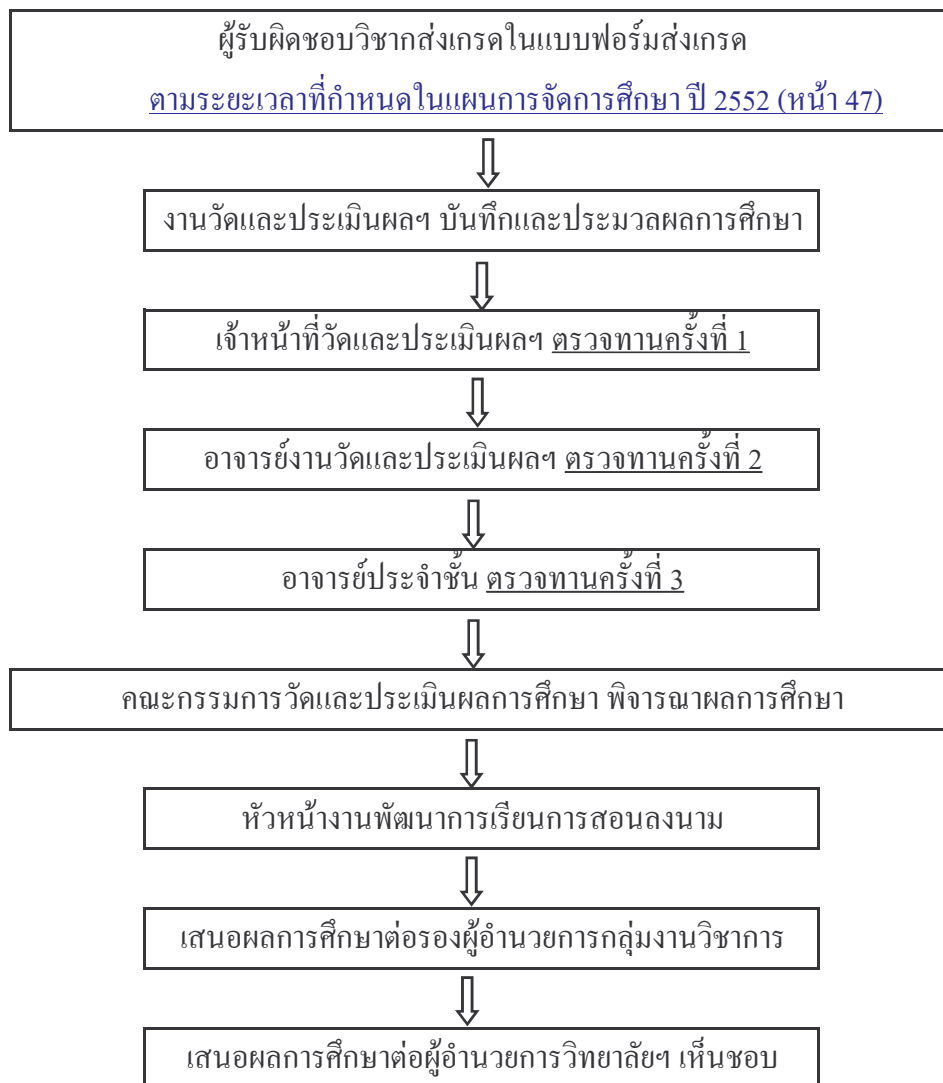 ผู้รับผิดชอบวิชากส่งเกรดในแบบฟอร์มส่งเกรด
ตามระยะเวลาที่กำหนดในแผนการจัดการศึกษา ปี 2552 (หน้า 47)
งานวัดและประเมินผลฯ บันทึกและประมวลผลการศึกษา
เจ้าหน้าที่วัดและประเมินผลฯ ตรวจทานครั้งที่ 1
อาจารย์งานวัดและประเมินผลฯ ตรวจทานครั้งที่ 2
อาจารย์ประจำชั้น ตรวจทานครั้งที่ 3
คณะกรรมการวัดและประเมินผลการศึกษา พิจารณาผลการศึกษา
หัวหน้างานพัฒนาการเรียนการสอนลงนาม
เสนอผลการศึกษาต่อรองผู้อำนวยการกลุ่มงานวิชาการ
เสนอผลการศึกษาต่อผู้อำนวยการวิทยาลัยฯ เห็นชอบ